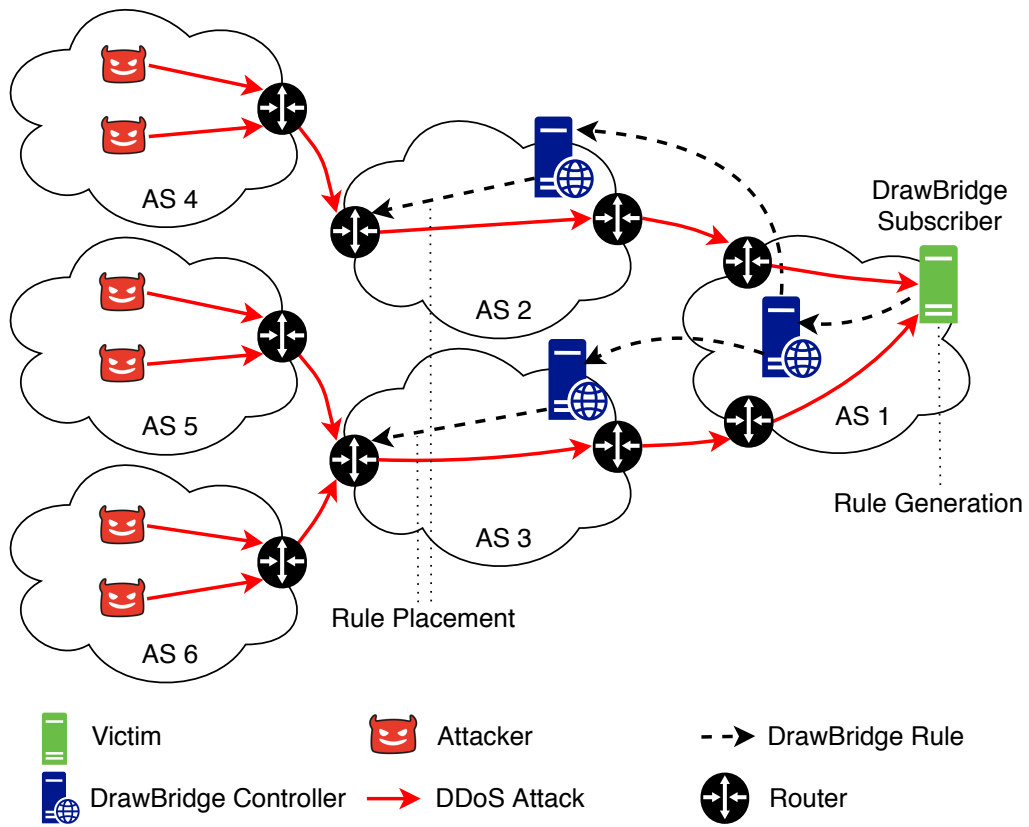 AS 4
AS 2
DrawBridge
Subscriber
AS 5
AS 1
Rule Generation
AS 3
Rule Placement
AS 6
Victim
Attacker
DrawBridge Rule
DrawBridge Controller
DDoS Attack
Router